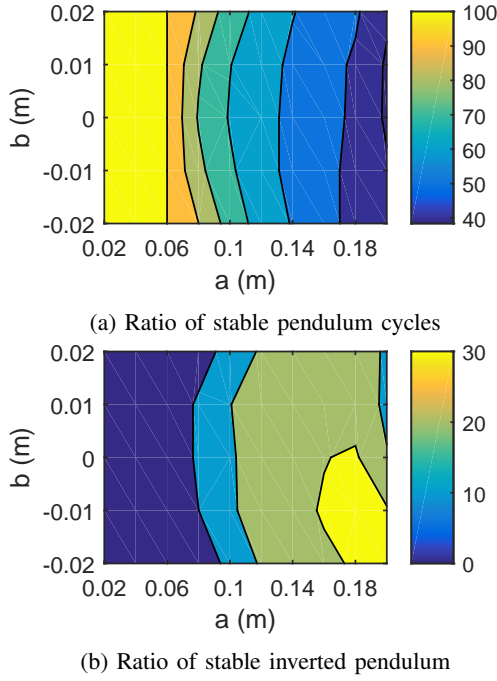 0.02
0.01
0
-0.01
-0.02
b (m)
0.02 0.06 0.1 0.14 0.18
a (m)
100
90
80
70
60
50
40
(a) Ratio of stable pendulum cycles
0.02
0.01
0
-0.01
-0.02
b (m)
0.02 0.06 0.1 0.14 0.18
a (m)
30
20
10
0
(b) Ratio of stable inverted pendulum